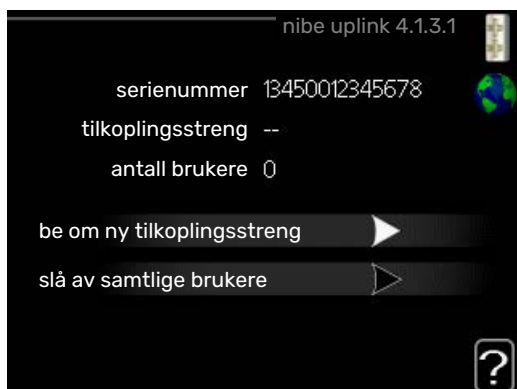 nibe uplink 4.1.3.1
serienummer 13450012345678
tilkoplingsstreng --
antall brukere 0
be om ny tilkoplingsstreng
slå av samtlige brukere
?